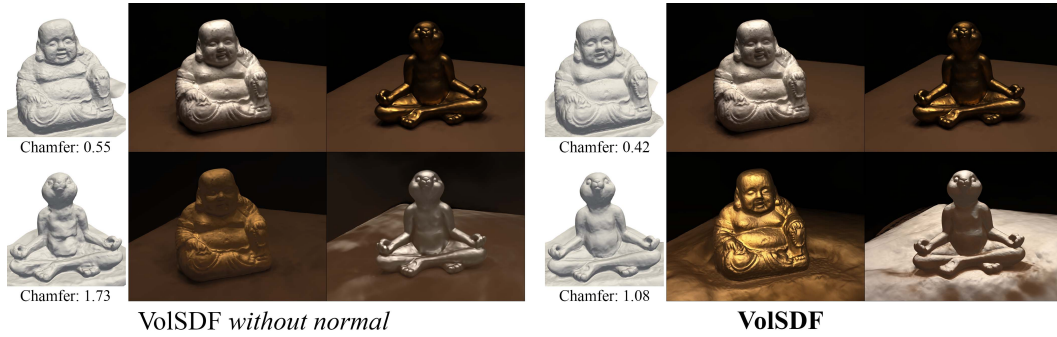 Chamfer: 0.55
Chamfer: 0.42
Chamfer: 1.73
Chamfer: 1.08
VolSDF without normal
VolSDF